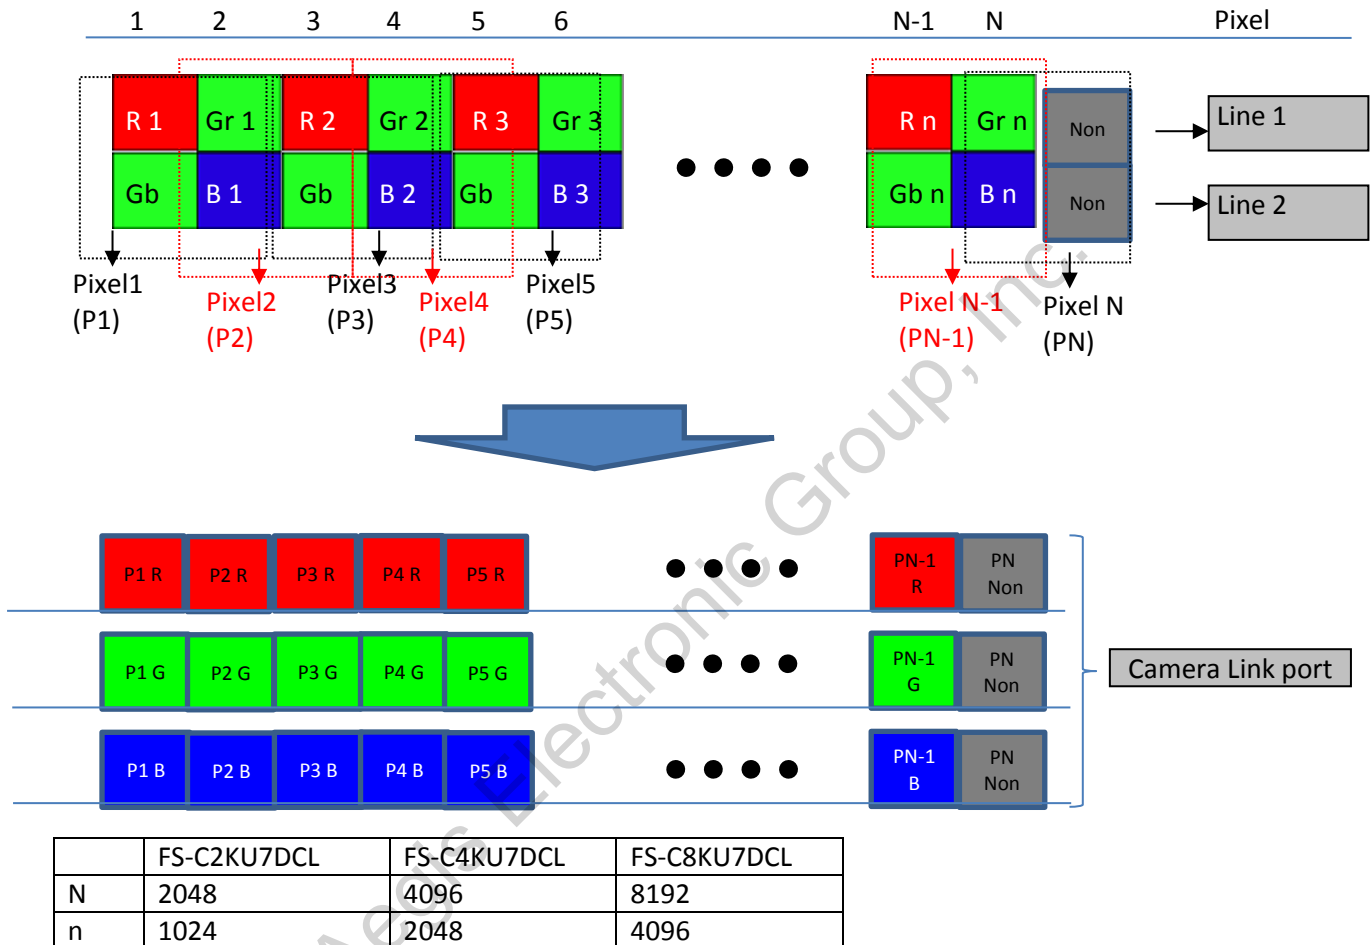 1 2 3 4 5 6 N-1 N Pixel
R 1 Gr 1 R 2 Gr 2 R 3 Gr 3 R n Gr n Non Line 1
Gb B 1 Gb B 2 Gb B 3 Gb n B n Non Line 2
Pixel1 Pixel2 Pixel3 Pixel4 Pixel5 Pixel N-1 Pixel N
(P1) (P2) (P3) (P4) (P5) (PN-1) (PN)
P1 R P2 R P3 R P4 R P5 R PN-1 R PN Non
P1 G P2 G P3 G P4 G P5 G PN-1 G PN Non Camera Link port
P1 B P2 B P3 B P4 B P5 B PN-1 B PN Non
FS-C2KU7DCL FS-C4KU7DCL FS-C8KU7DCL
N 2048 4096 8192
n 1024 2048 4096
Aegis Electronic Group, Inc.